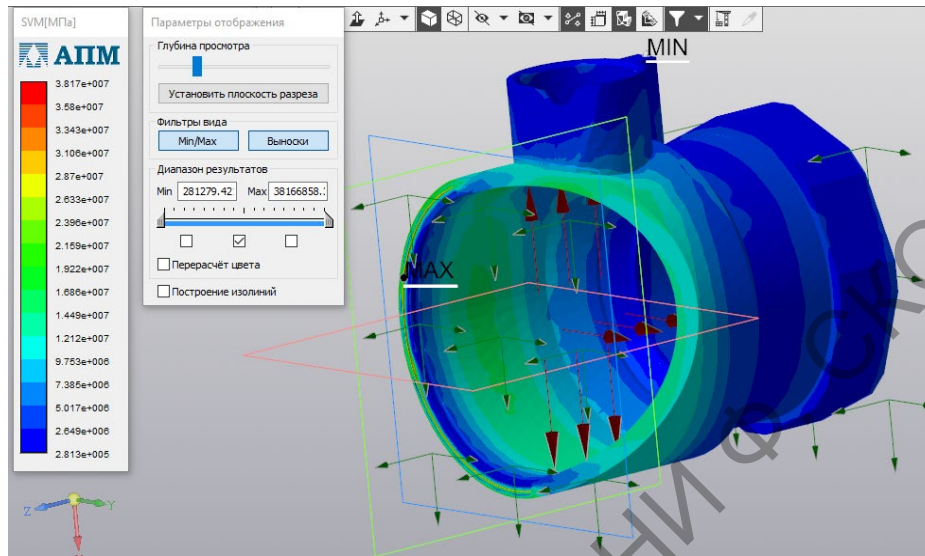 SVM[МПа]
АПМ
3.817e+007
3.58e+007
3.343e+007
3.106e+007
2.87e+007
2.633e+007
2.396e+007
2.159e+007
1.922e+007
1.686e+007
1.449e+007
1.212e+007
9.753e+006
7.385e+006
5.017e+006
2.649e+006
2.813e+005
Параметры отображения
Глубина просмотра
Установить плоскость разреза
Фильтры вида
Min/Max Выноски
Диапазон результатов
Min 281279.42 Max 38166858.
Перерасчёт цвета
Построение изолиний
MIN
MAX
Z
Y